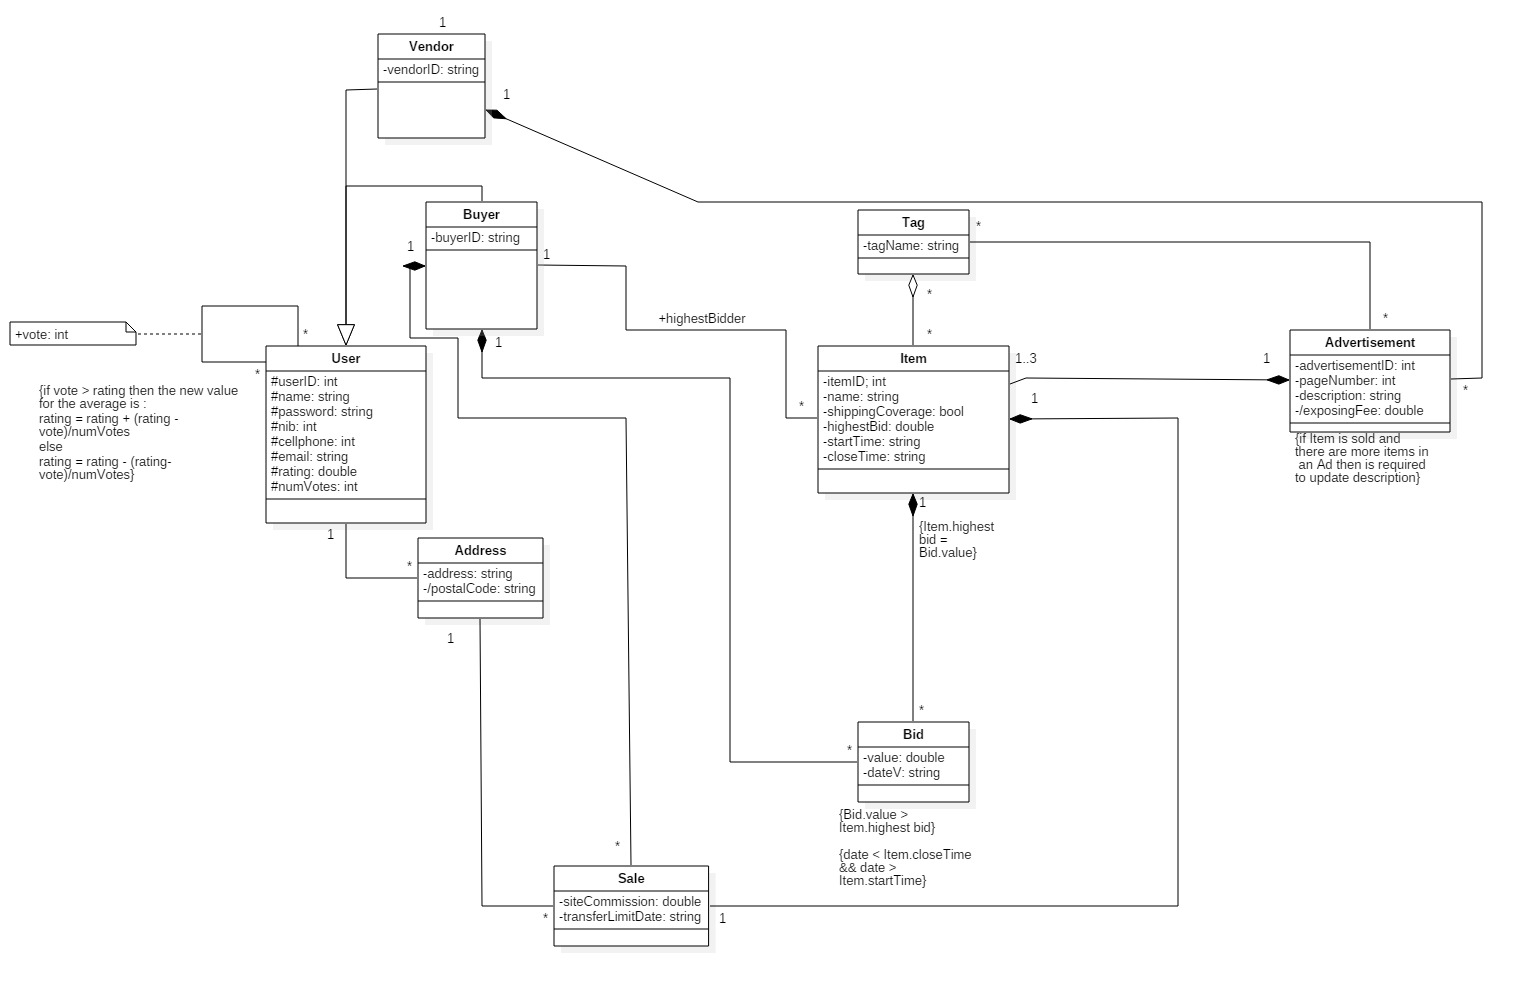 1
Vendor
-vendorID: string
1
Buyer
-buyerID: string
1
1
1
+highestBidder
*
Tag
-tagName: string
*
*
*
+vote: int
*
*
{if vote > rating then the new value
for the average is :
rating = rating + (rating -
vote)/numVotes
else
rating = rating - (rating-
vote)/numVotes}
User
#userID: int
#name: string
#password: string
#nib: int
#cellphone: int
#email: string
#rating: double
#numVotes: int
1
Item
-itemID; int
-name: string
-shippingCoverage: bool
-highestBid: double
-startTime: string
-closeTime: string
1..3
1
1
{Item.highest
bid =
Bid.value}
*
1
Advertisement
-advertisementID: int
-pageNumber: int
-description: string
-/exposingFee: double
*
{if Item is sold and
there are more items in
an Ad then is required
to update description}
*
Address
-address: string
-/postalCode: string
1
*
*
Bid
-value: double
-dateV: string
{Bid.value >
Item.highest bid}
{date < Item.closeTime
&& date >
Item.startTime}
*
Sale
-siteCommission: double
-transferLimitDate: string
*
1